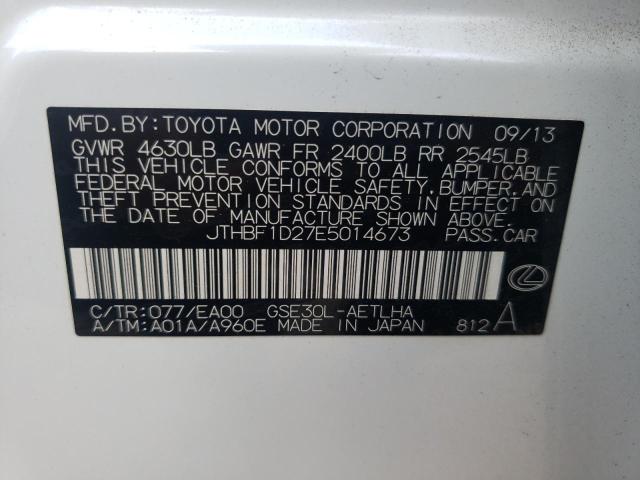 MFD. BY: TOYOTA MOTOR CORPORATION 09/13
GVWR 4630LB GAWR FR 2400LB RR 2545LB
THIS VEHICLE CONFORMS TO ALL APPLICABLE
FEDERAL MOTOR VEHICLE SAFETY, BUMPER, AND
THEFT PREVENTION STANDARDS IN EFFECT ON
THE DATE OF MANUFACTURE SHOWN ABOVE.
JTHBF1D27E5014673 PASS. CAR
C/TR: 077/EA00 GSE30L-AETLHA
A/TM: A01A/A960E MADE IN JAPAN 812 A